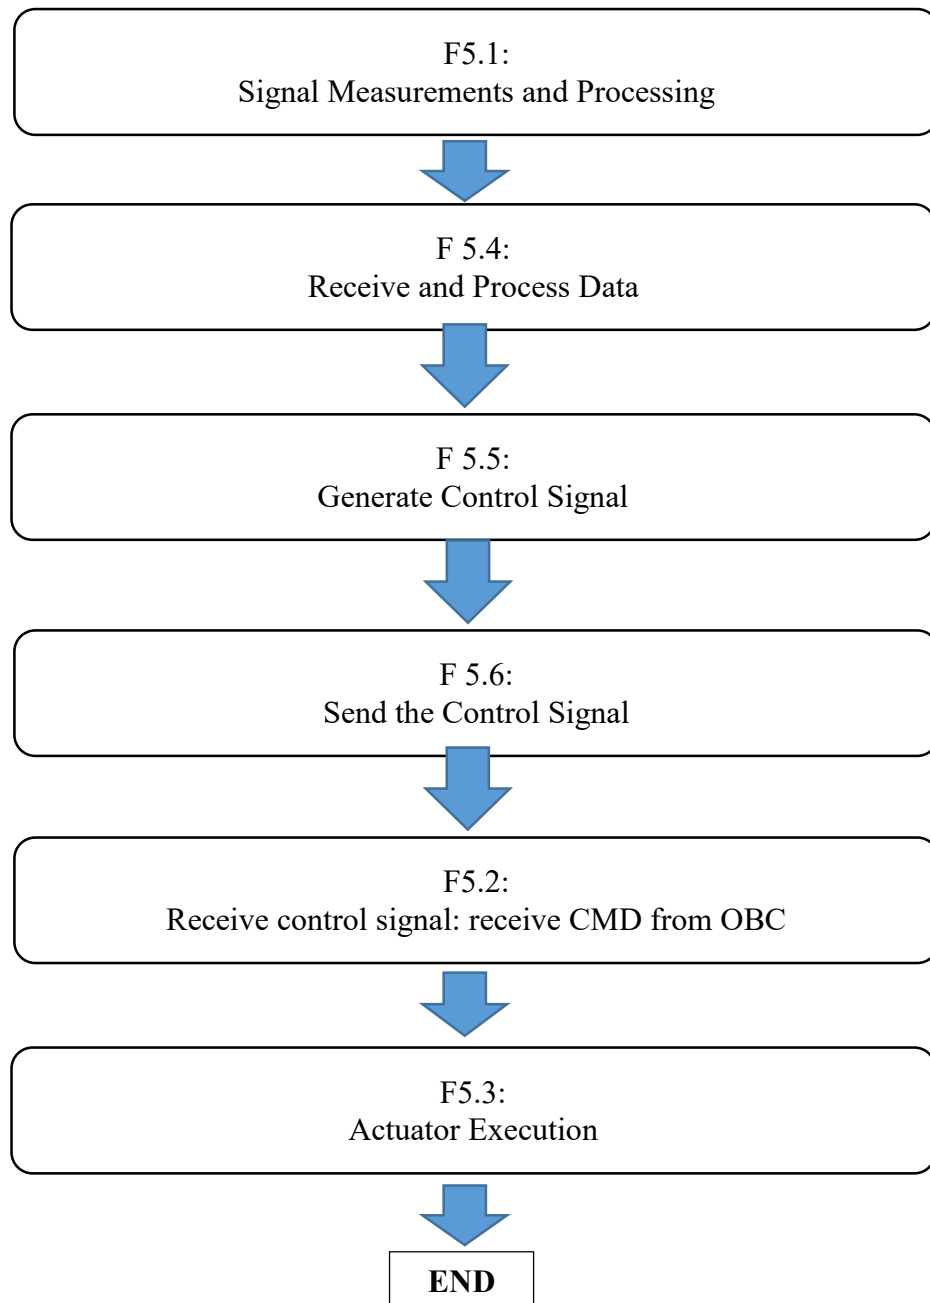 F5.1:
Signal Measurements and Processing
F 5.4:
Receive and Process Data
F 5.5:
Generate Control Signal
F 5.6:
Send the Control Signal
F5.2:
Receive control signal: receive CMD from OBC
F5.3:
Actuator Execution
END